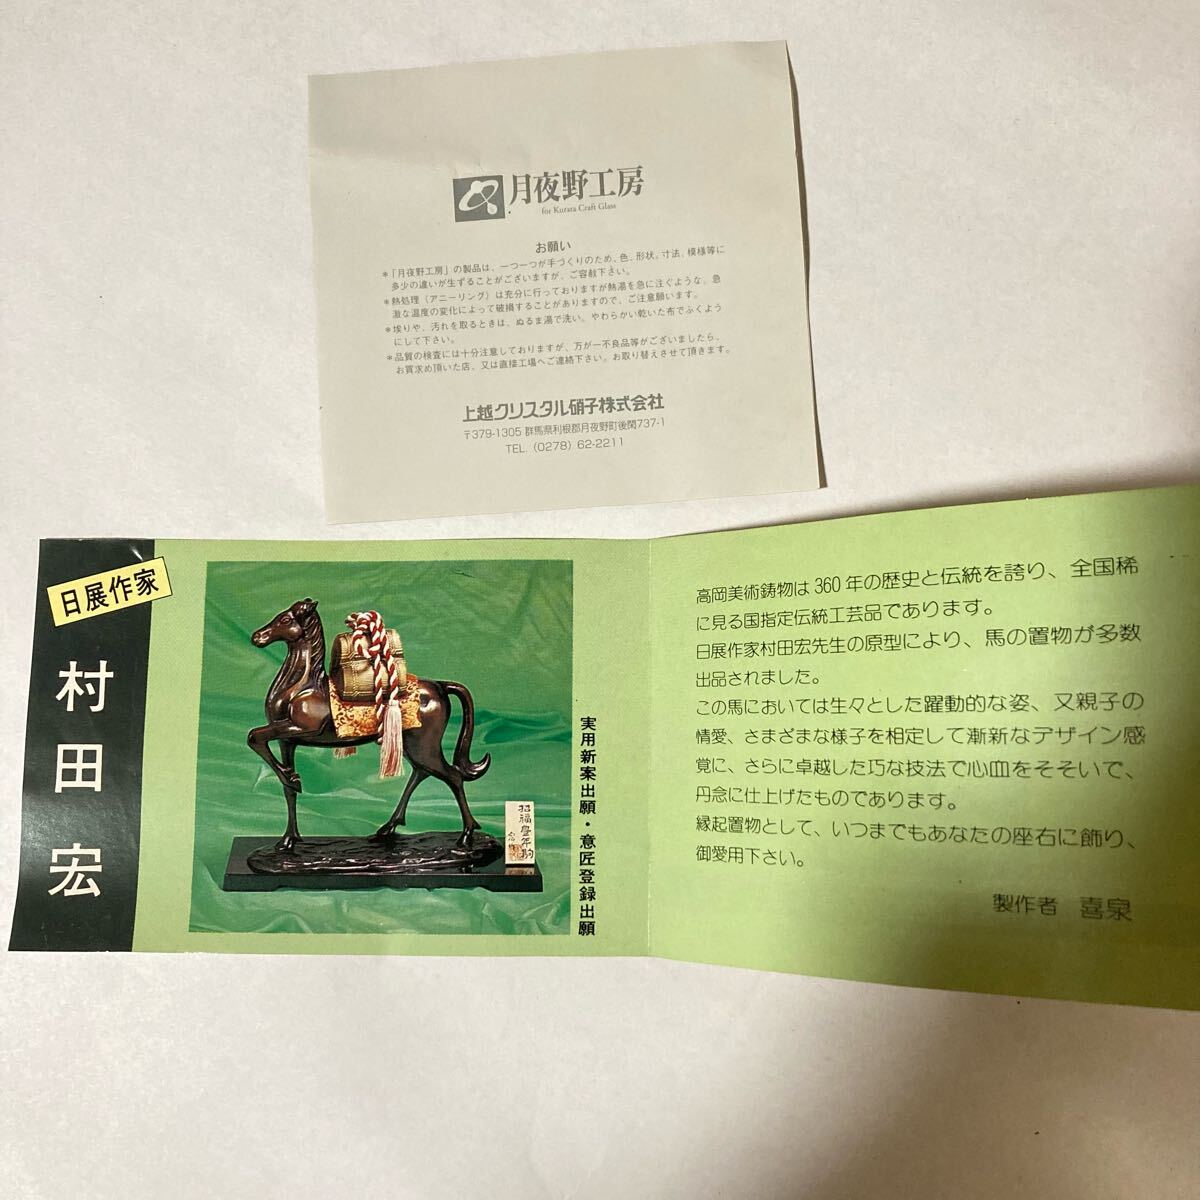 月夜野工房
for Kurata Craft Glass
お願い
*「月夜野工房」の製品は、一つ一つが手づくりのため、色、形状、寸法、模様等に
多少の違いが生ずることがございますが、ご容赦下さい。
*熱処理(アニーリング)は充分に行っておりますが熱湯を急に注ぐような、急
激な温度の変化によって破損することがありますので、ご注意願います。
*埃りや、汚れを取るときは、ぬるま湯で洗い。やわらかい乾いた布でふくよう
にして下さい。
*品質の検査には十分注意しておりますが、万が一不良品等がございましたら、
お買求め頂いた店、又は直接工場へご連絡下さい。お取り替えさせて頂きます。
上越クリスタル硝子株式会社
〒379-1305 群馬県利根郡月夜野町後閑737-1
TEL. (0278) 62-2211
日展作家
村田宏
招福豊年駒
実用新案出願・意匠登録出願
高岡美術鋳物は360年の歴史と伝統を誇り、全国稀
に見る国指定伝統工芸品であります。
日展作家村田宏先生の原型により、馬の置物が多数
出品されました。
この馬においては生々とした躍動的な姿、又親子の
情愛、さまざまな様子を相定して漸新なデザイン感
覚に、さらに卓越した巧な技法で心血をそそいで、
丹念に仕上げたものであります。
縁起置物として、いつまでもあなたの座右に飾り、
御愛用下さい。
製作者 喜泉